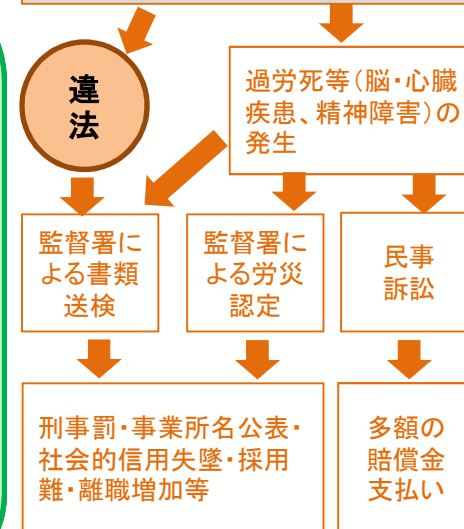 違
法
過労死等(脳・心臓
疾患、精神障害)の
発生
監督署に
よる書類
送検
監督署に
よる労災
認定
民事
訴訟
刑事罰・事業所名公表・
社会的信用失墜・採用
難・離職増加等
多額の
賠償金
支払い